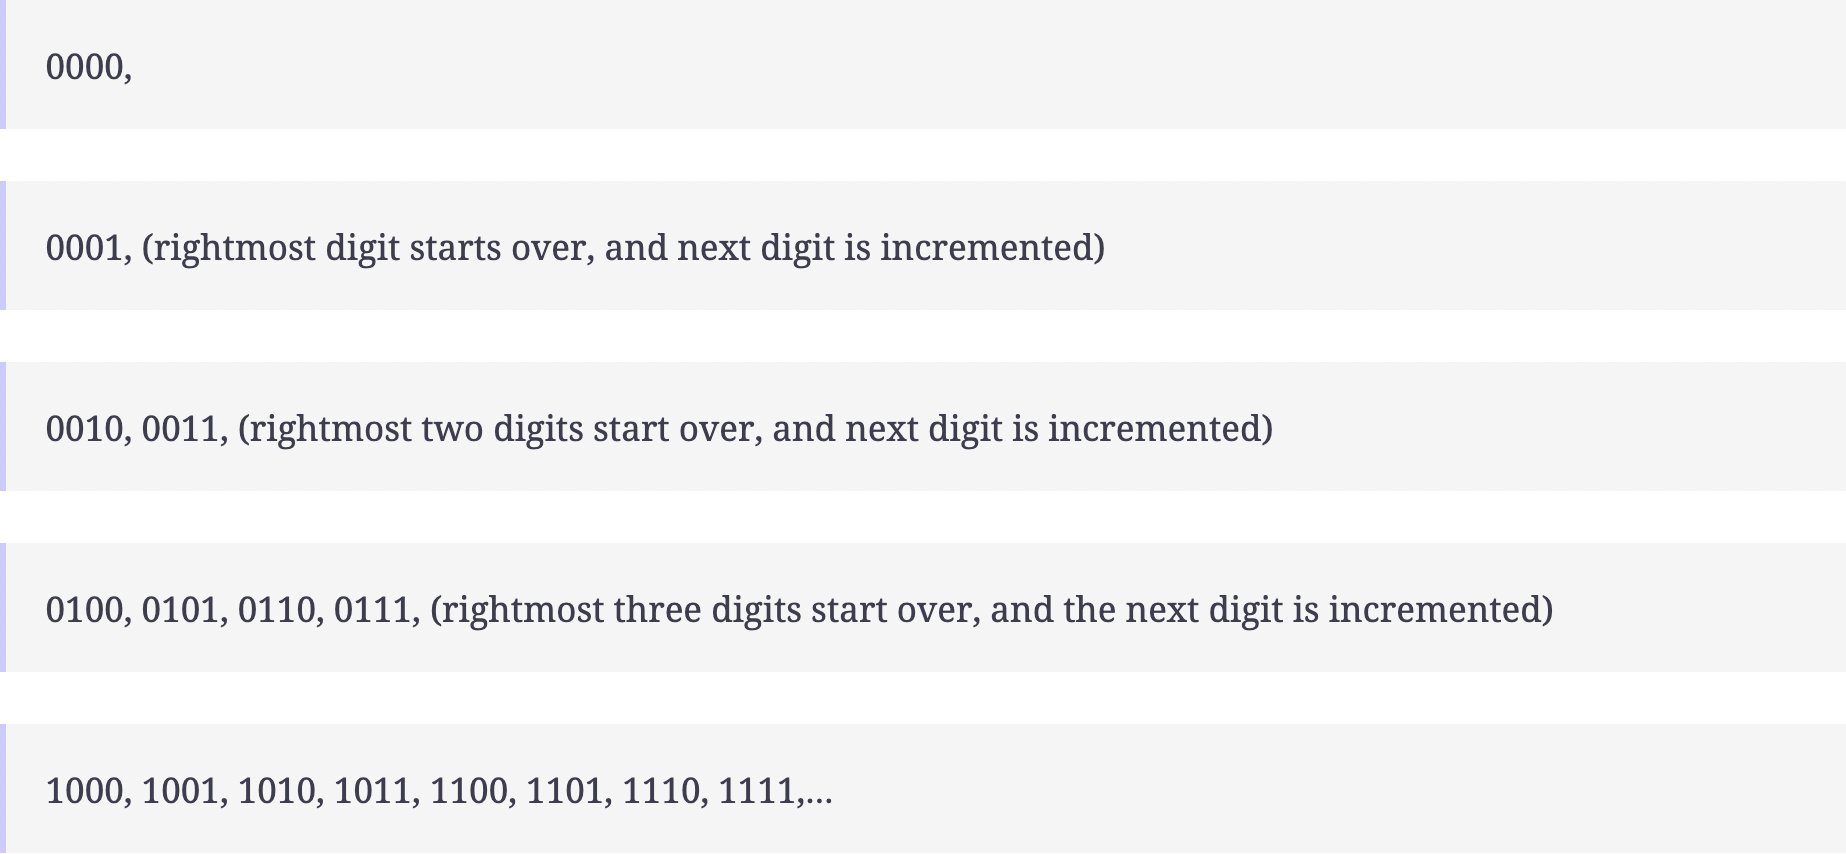 0000,
0001, (rightmost digit starts over, and next digit is incremented)
0010, 0011, (rightmost two digits start over, and next digit is incremented)
0100, 0101, 0110, 0111, (rightmost three digits start over, and the next digit is incremented)
1000, 1001, 1010, 1011, 1100, 1101, 1110, 1111,...